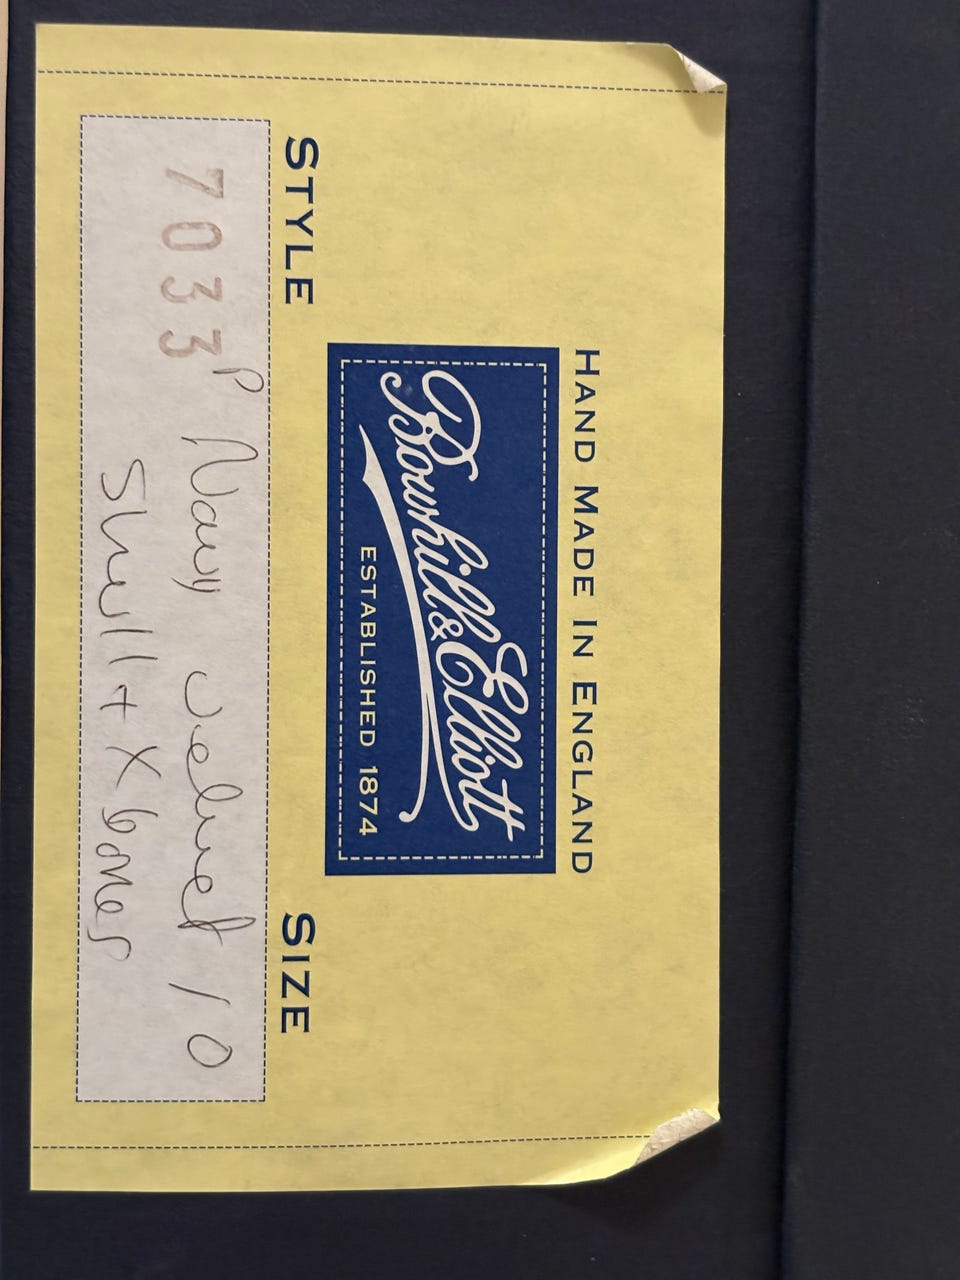 HAND MADE IN ENGLAND
Bowhill & Elliott
ESTABLISHED 1874
STYLE SIZE
7033P Navy velvet 10
Skull + X bones